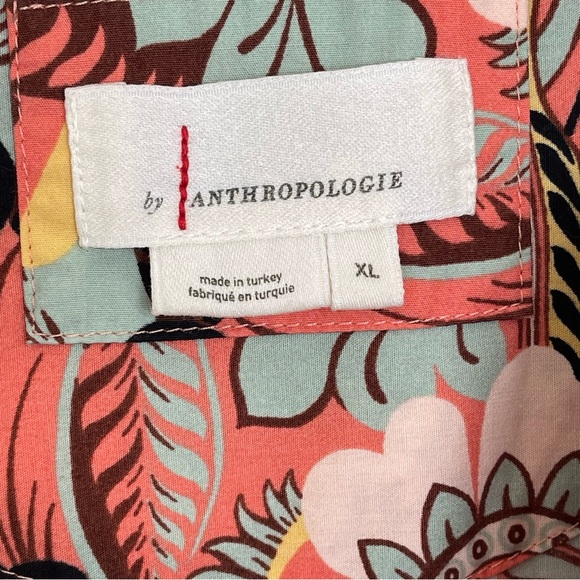 by ANTHROPOLOGIE
made in turkey
fabriqué en turquie
XL